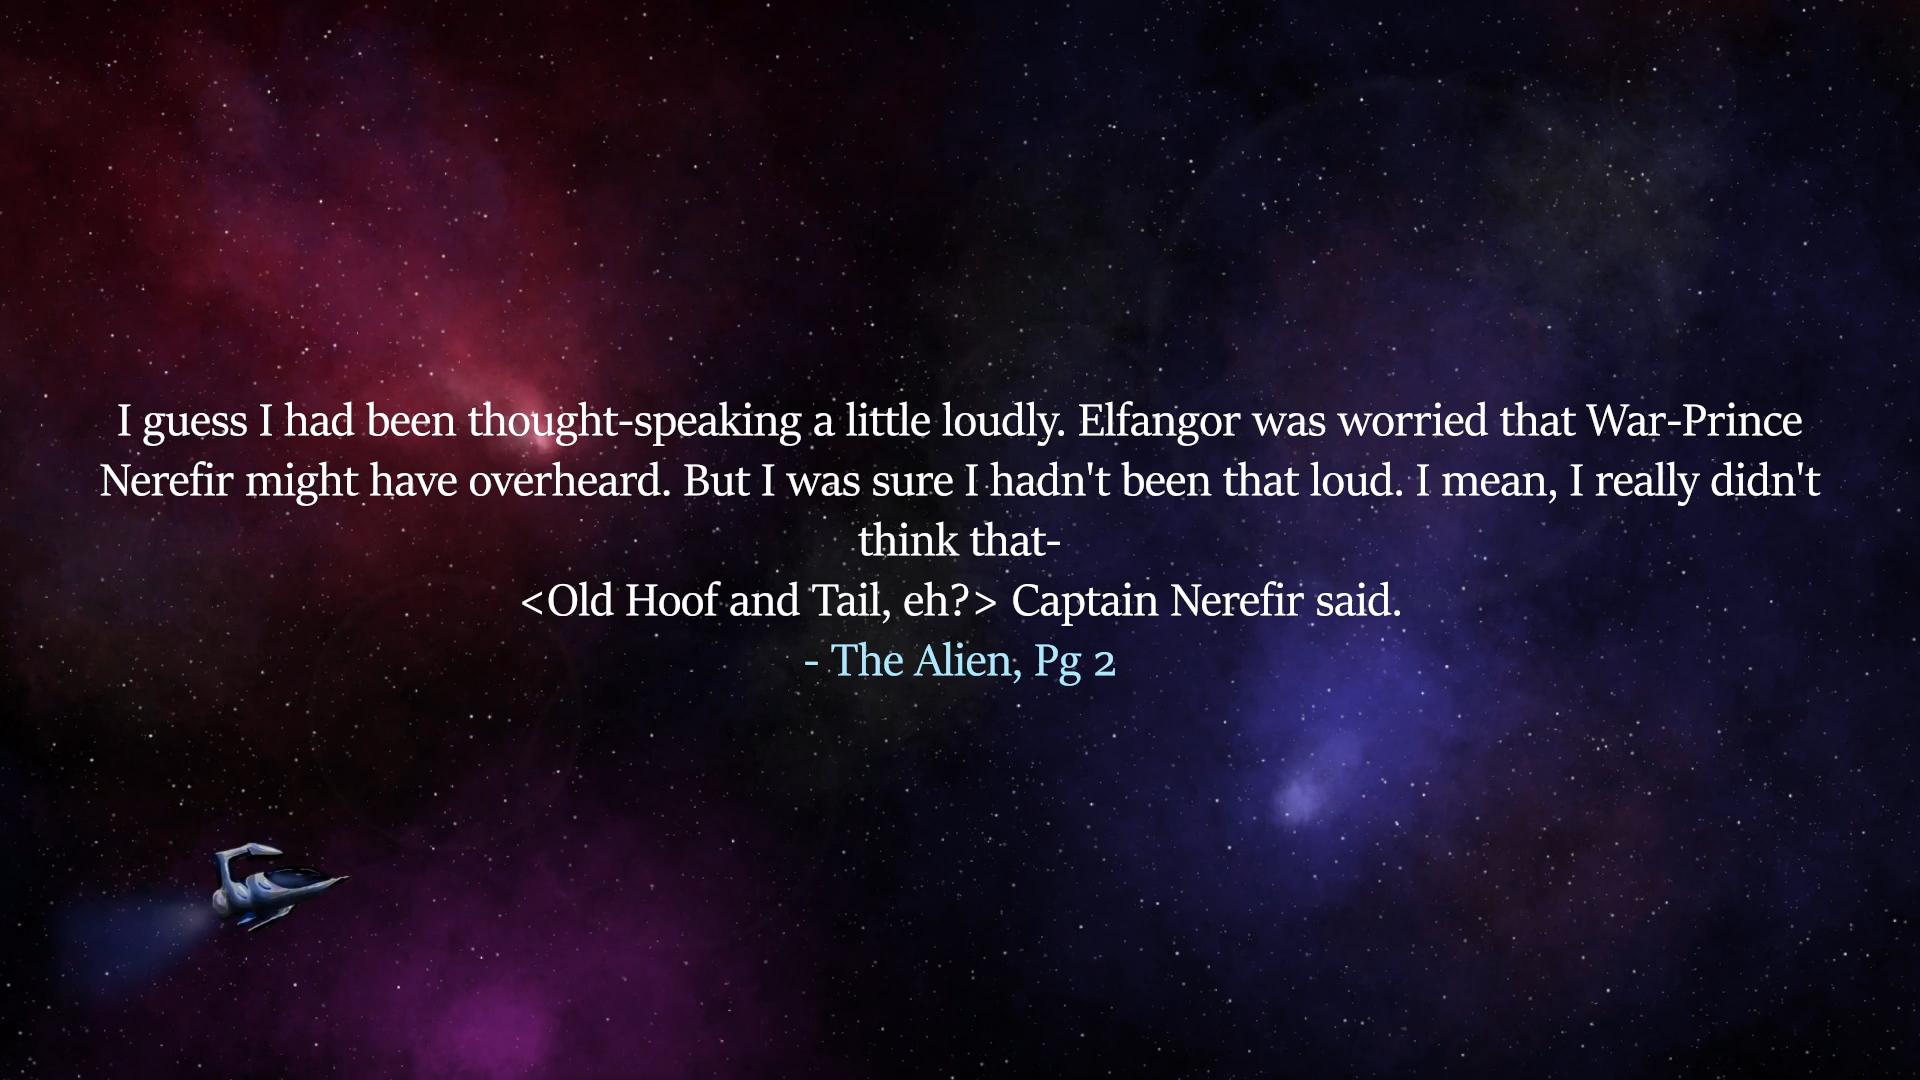 I guess I had been thought-speaking a little loudly. Elfangor was worried that War-Prince
Nerefir might have overheard. But I was sure I hadn't been that loud. I mean, I really didn't
think that-
<Old Hoof and Tail, eh?> Captain Nerefir said.
- The Alien, Pg 2